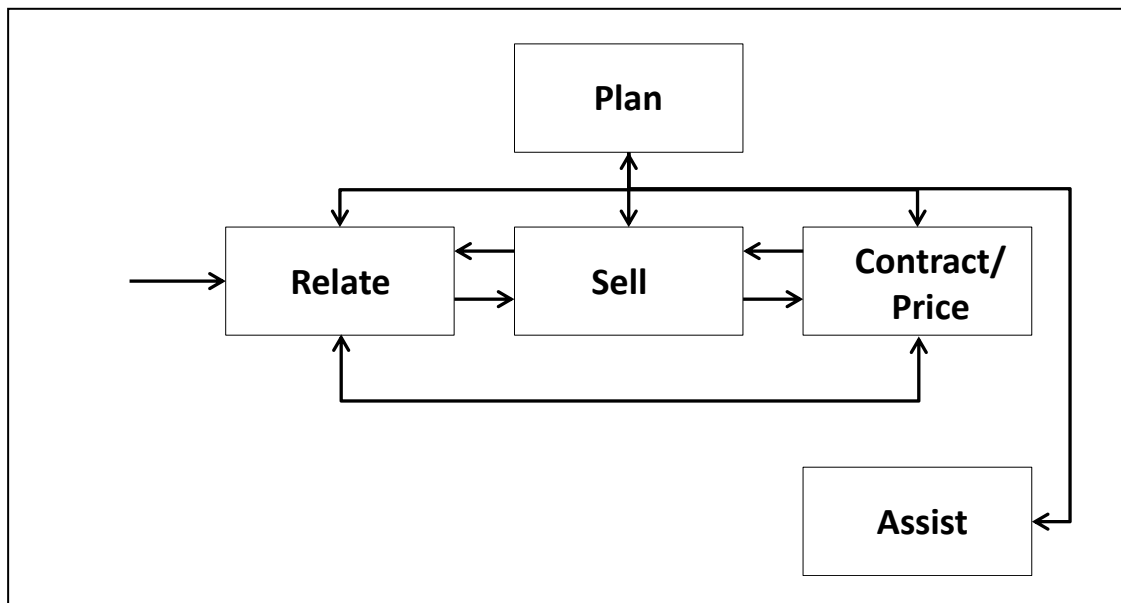 Plan
Relate
Sell
Contract/
Price
Assist